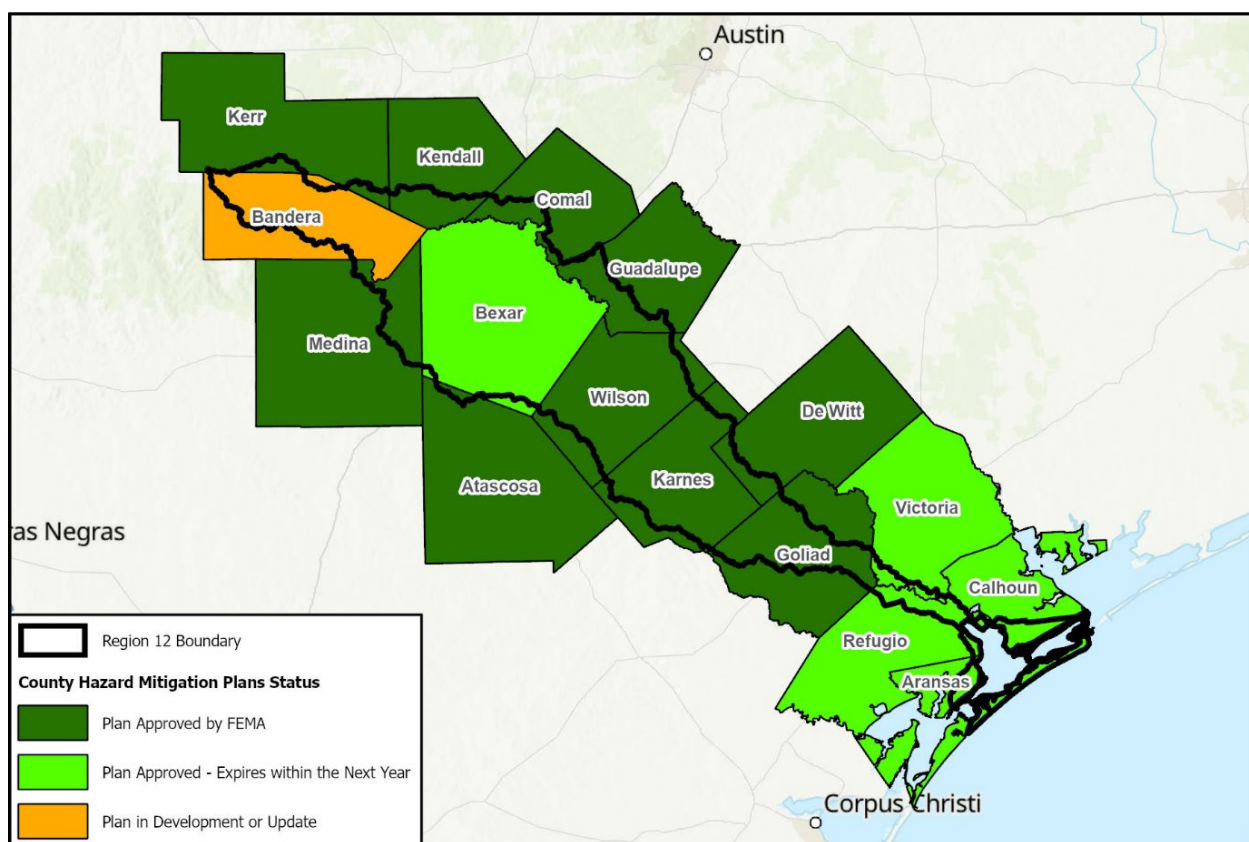 Austin
Kerr
Kendall
Comal
Bandera
Guadalupe
Bexar
Medina
Wilson
De Witt
Karnes
Atascosa
Victoria
Goliad
Calhoun
Refugio
Aransas
ras Negras
Corpus Christi
Region 12 Boundary
County Hazard Mitigation Plans Status
Plan Approved by FEMA
Plan Approved - Expires within the Next Year
Plan in Development or Update